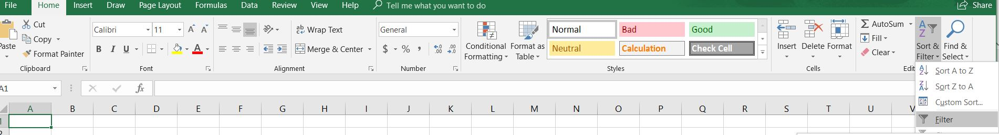 File Home Insert Draw Page Layout Formulas Data Review View Help Tell me what you want to do Share
Cut
Copy
Format Painter
Paste
Clipboard
Calibri 11
B I U
Font
Wrap Text
Merge & Center
Alignment
General
$ % ,
Number
Conditional
Formatting
Format as
Table
Normal Bad Good
Neutral Calculation Check Cell
Styles
Insert Delete Format
Cells
AutoSum
Fill
Clear
Sort &
Filter
Find &
Select
Sort A to Z
Sort Z to A
Custom Sort...
Filter
A1 fx
A B C D E F G H I J K L M N O P Q R S T U V
1
2